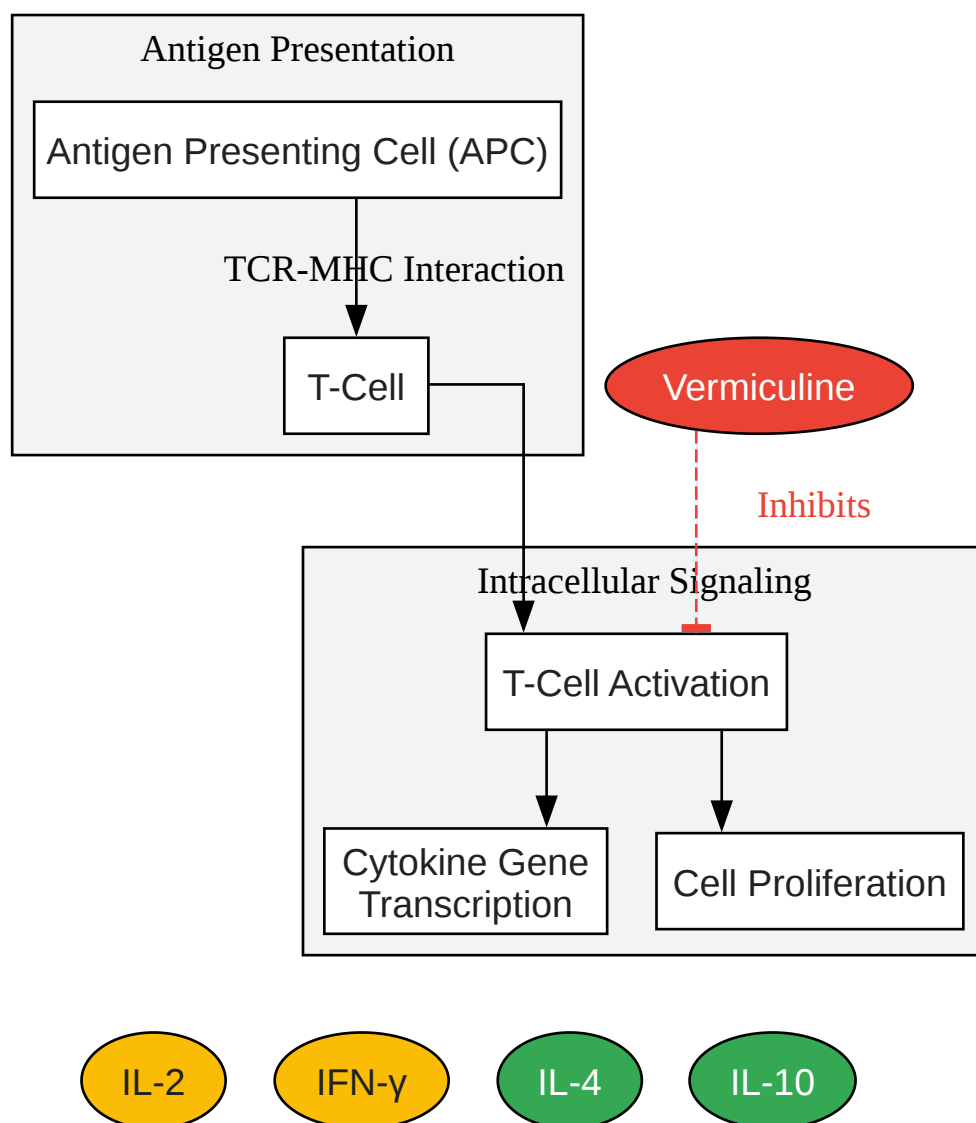 Antigen Presentation
Antigen Presenting Cell (APC)
TCR-MHC Interaction
T-Cell
Vermiculine
Inhibits
Intracellular Signaling
T-Cell Activation
Cytokine Gene
Transcription
Cell Proliferation
IL-2
IFN-γ
IL-4
IL-10